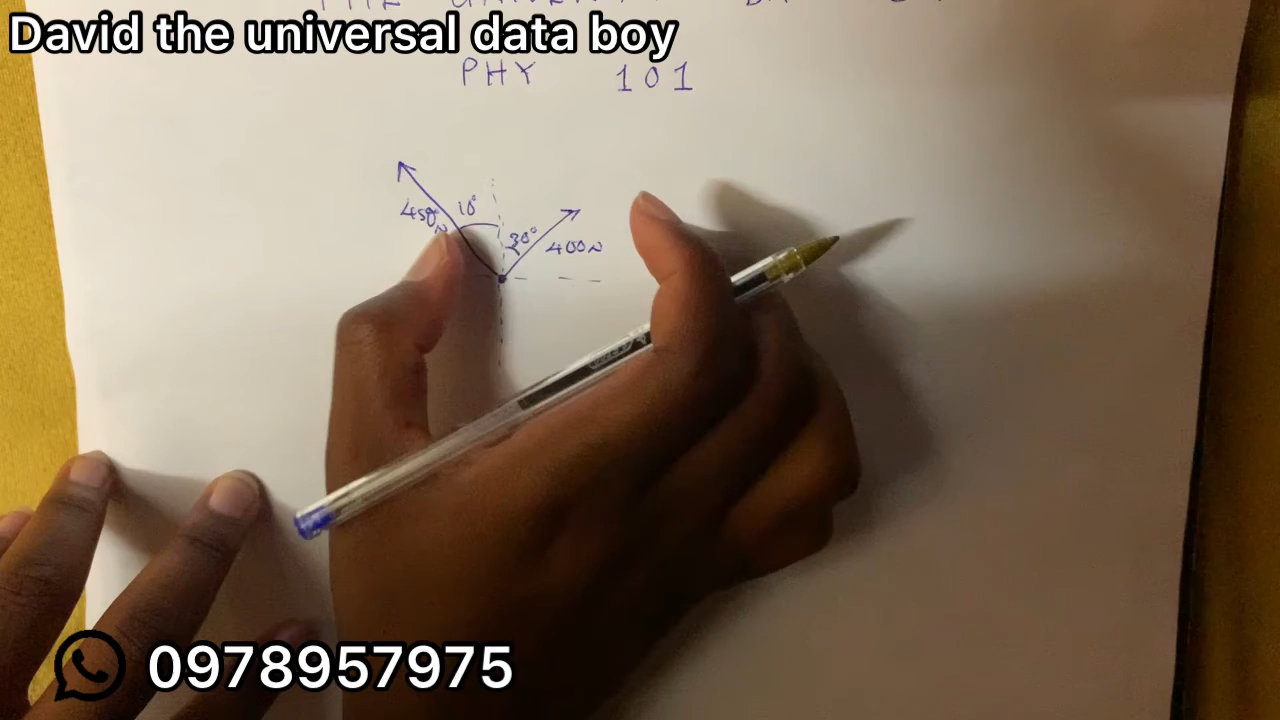 David the universal data boy
PHY 101
10°
450
N
30°
400N
0978957975